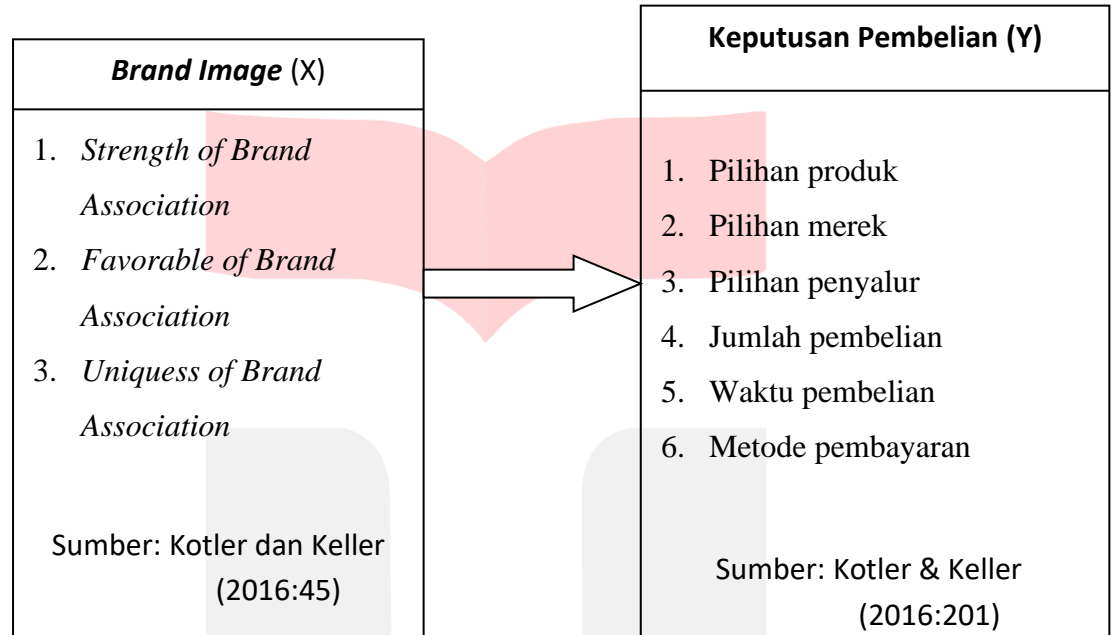 Brand Image (X)
1. Strength of Brand
Association
2. Favorable of Brand
Association
3. Uniquess of Brand
Association
Sumber: Kotler dan Keller
(2016:45)
Keputusan Pembelian (Y)
1. Pilihan produk
2. Pilihan merek
3. Pilihan penyalur
4. Jumlah pembelian
5. Waktu pembelian
6. Metode pembayaran
Sumber: Kotler & Keller
(2016:201)